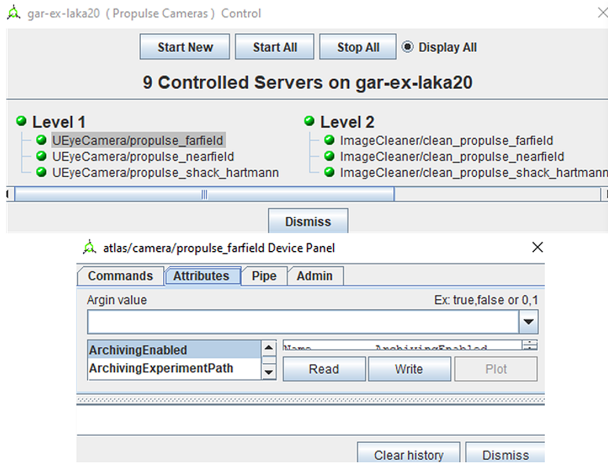 gar-ex-laka20 ( Propulse Cameras ) Control
Start New Start All Stop All Display All
9 Controlled Servers on gar-ex-laka20
Level 1 Level 2
UEyeCamera/propulse_farfield ImageCleaner/clean_propulse_farfield
UEyeCamera/propulse_nearfield ImageCleaner/clean_propulse_nearfield
UEyeCamera/propulse_shack_hartmann ImageCleaner/clean_propulse_shack_hartmann
Dismiss
atlas/camera/propulse_farfield Device Panel
Commands Attributes Pipe Admin
Argin value Ex: true,false or 0,1
ArchivingEnabled Name ArchivingEnabled
ArchivingExperimentPath Read Write Plot
Clear history Dismiss